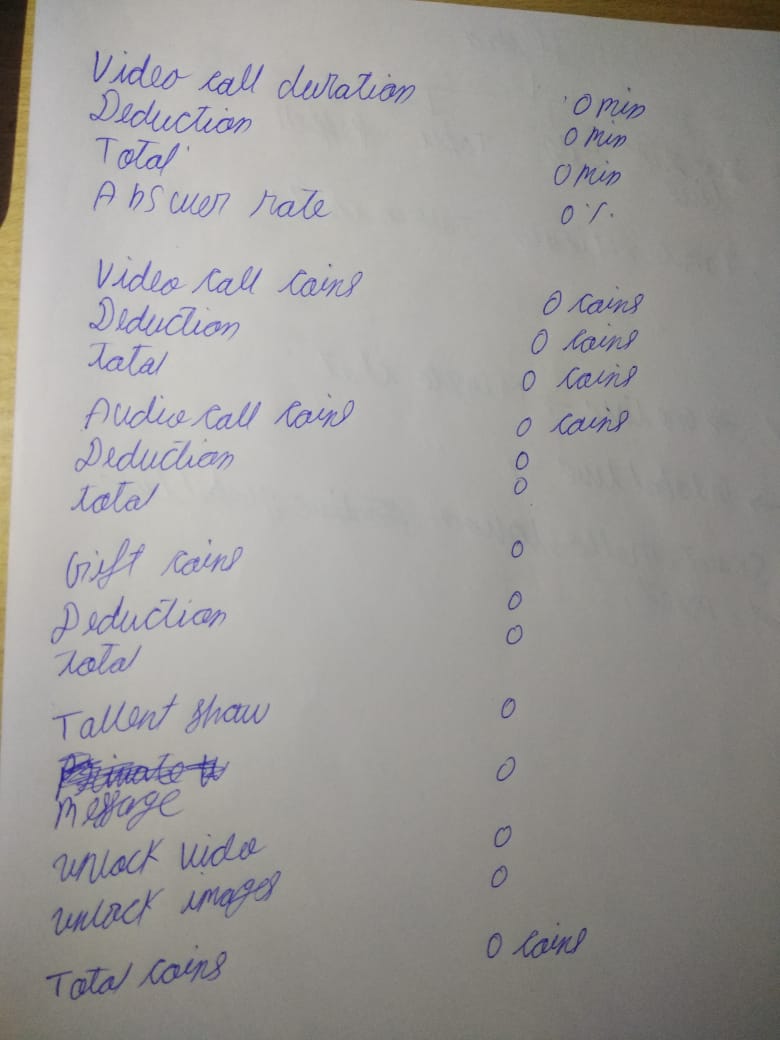 Video call duration 0 min
Deduction 0 min
Total 0 min
Answer rate 0 %
Video call coins 0 coins
Deduction 0 coins
total 0 coins
Audio call coins 0 coins
Deduction 0
total 0
Gift coins 0
Deduction 0
total 0
Tallent show 0
Message 0
unlock video 0
unlock images 0
Total coins 0 coins